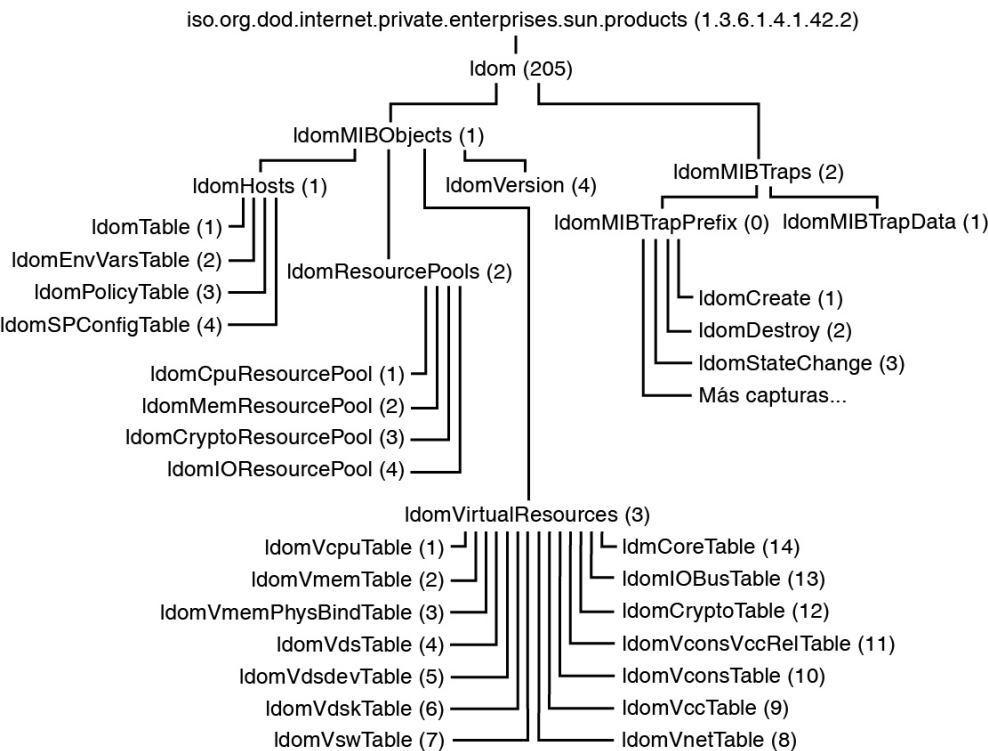 iso.org.dod.internet.private.enterprises.sun.products (1.3.6.1.4.1.42.2)
ldom (205)
ldomMIBObjects (1)
ldomHosts (1)
ldomTable (1)
ldomEnvVarsTable (2)
ldomPolicyTable (3)
ldomSPConfigTable (4)
ldomResourcePools (2)
ldomCpuResourcePool (1)
ldomMemResourcePool (2)
ldomCryptoResourcePool (3)
ldomIOResourcePool (4)
ldomVersion (4)
ldomVirtualResources (3)
ldomVcpuTable (1)
ldomVmemTable (2)
ldomVmemPhysBindTable (3)
ldomVdsTable (4)
ldomVdsdevTable (5)
ldomVdskTable (6)
ldomVswTable (7)
ldmCoreTable (14)
ldomIOBusTable (13)
ldomCryptoTable (12)
ldomVconsVccRelTable (11)
ldomVconsTable (10)
ldomVccTable (9)
ldomVnetTable (8)
ldomMIBTraps (2)
ldomMIBTrapPrefix (0)
ldomMIBTrapData (1)
ldomCreate (1)
ldomDestroy (2)
ldomStateChange (3)
Más capturas...